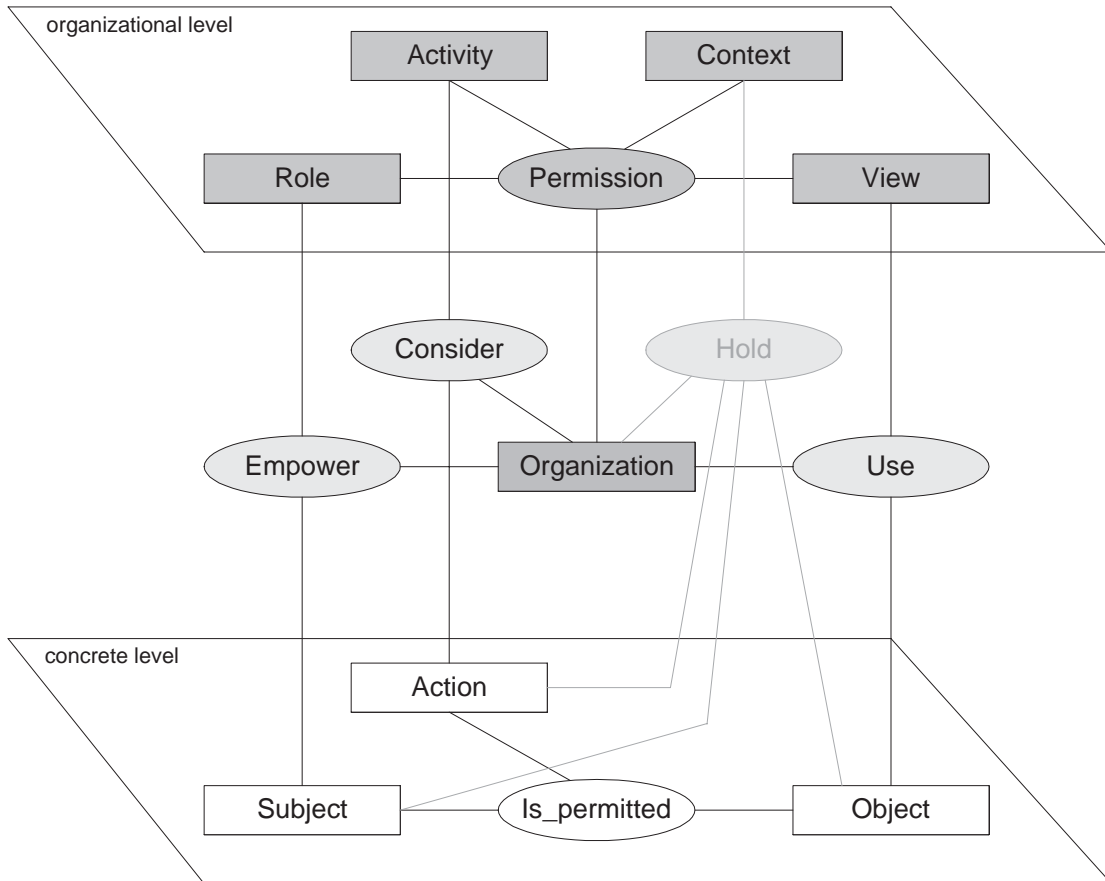 organizational level
Activity
Context
Role
Permission
View
Consider
Hold
Empower
Organization
Use
concrete level
Action
Subject
Is_permitted
Object